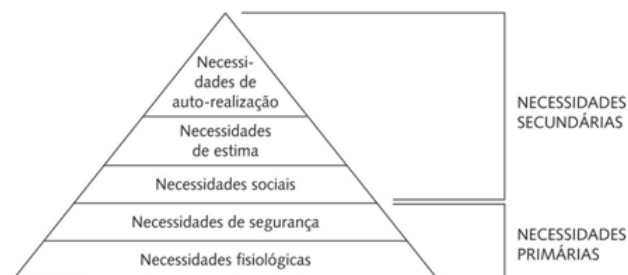 Necessi-
dades de
auto-realização
Necessidades
de estima
Necessidades sociais
Necessidades de segurança
Necessidades fisiológicas
NECESSIDADES
SECUNDÁRIAS
NECESSIDADES
PRIMÁRIAS